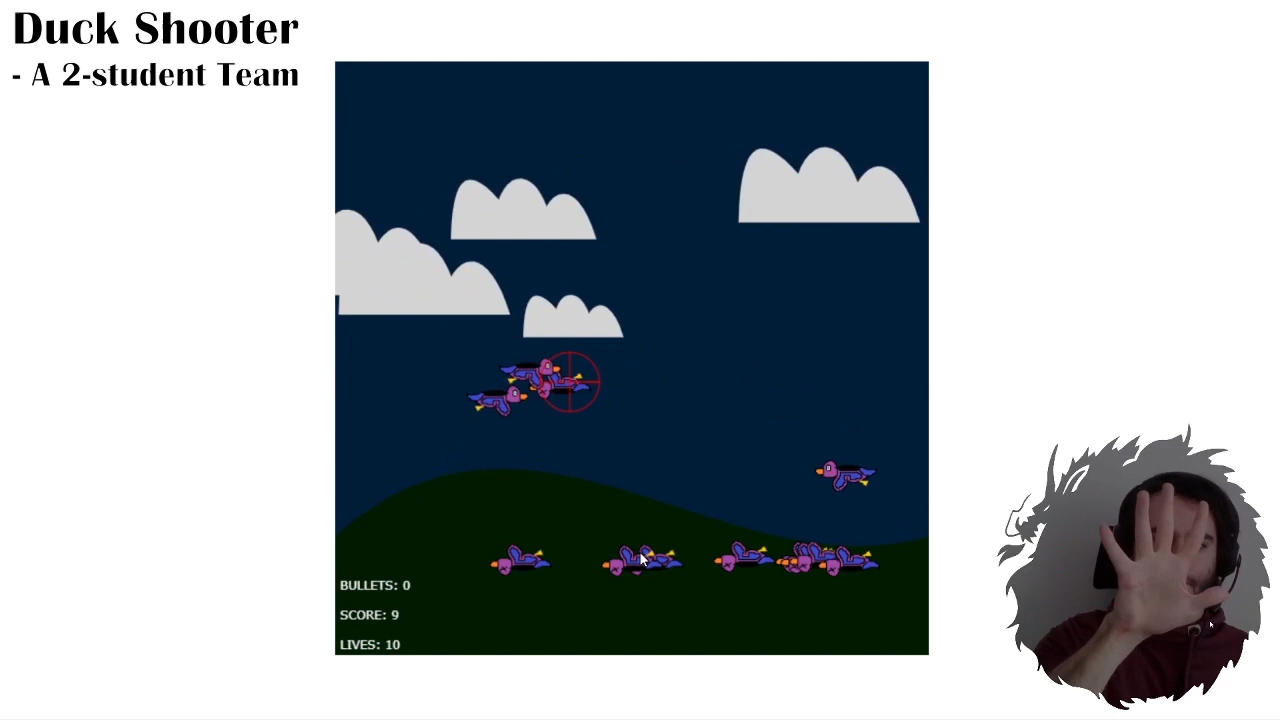 Duck Shooter
- A 2-student Team
BULLETS: 0
SCORE: 9
LIVES: 10